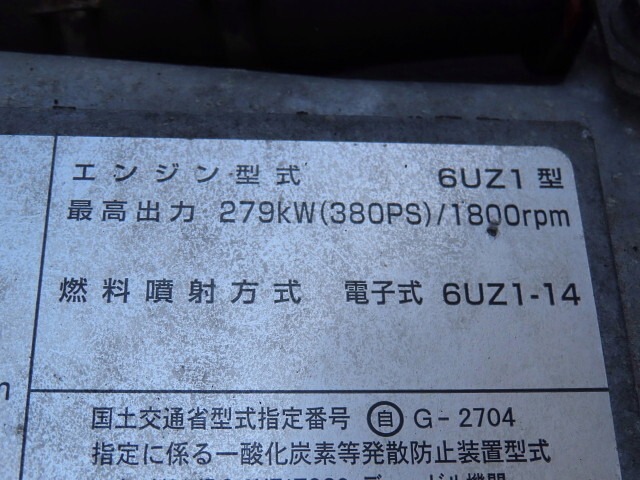 エンジン型式 6UZ1型
最高出力 279kW(380PS)/1800rpm
燃料噴射方式 電子式 6UZ1-14
国土交通省型式指定番号 自 G-2704
指定に係る一酸化炭素等発散防止装置型式